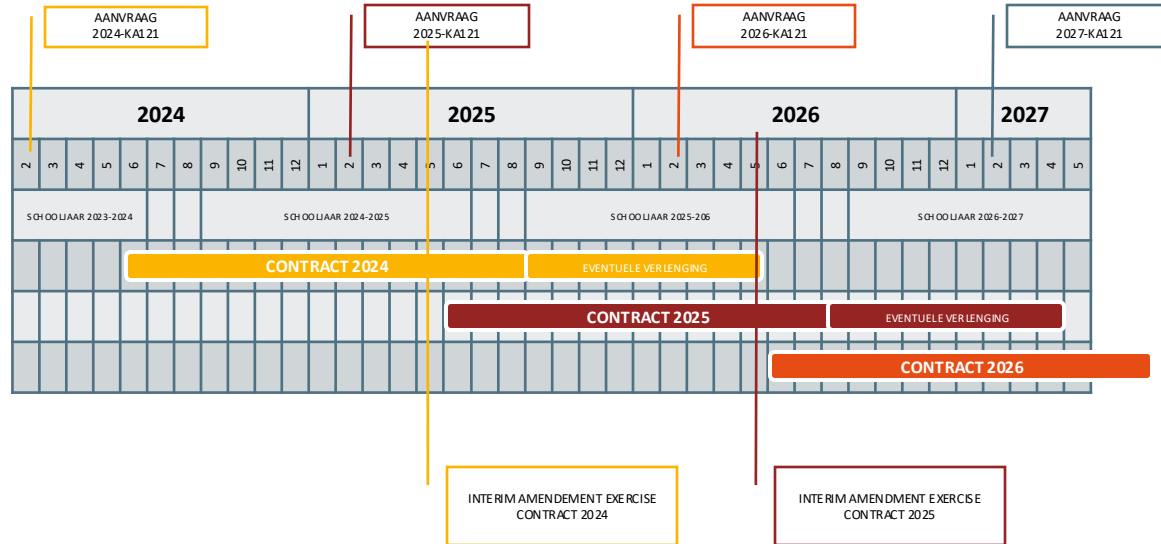 AANVRAAG
2024-KA121
AANVRAAG
2025-KA121
AANVRAAG
2026-KA121
AANVRAAG
2027-KA121
2024 2025 2026 2027
2 3 4 5 6 7 8 9 10 11 12 1 2 3 4 5 6 7 8 9 10 11 12 1 2 3 4 5 6 7 8 9 10 11 12 1 2 3 4 5
SCHOOLJAAR 2023-2024 SCHOOLJAAR 2024-2025 SCHOOLJAAR 2025-206 SCHOOLJAAR 2026-2027
CONTRACT 2024 EVENTUELE VERLENGING
CONTRACT 2025 EVENTUELE VERLENGING
CONTRACT 2026
INTERIM AMENDEMENT EXERCISE
CONTRACT 2024
INTERIM AMENDMENT EXERCISE
CONTRACT 2025